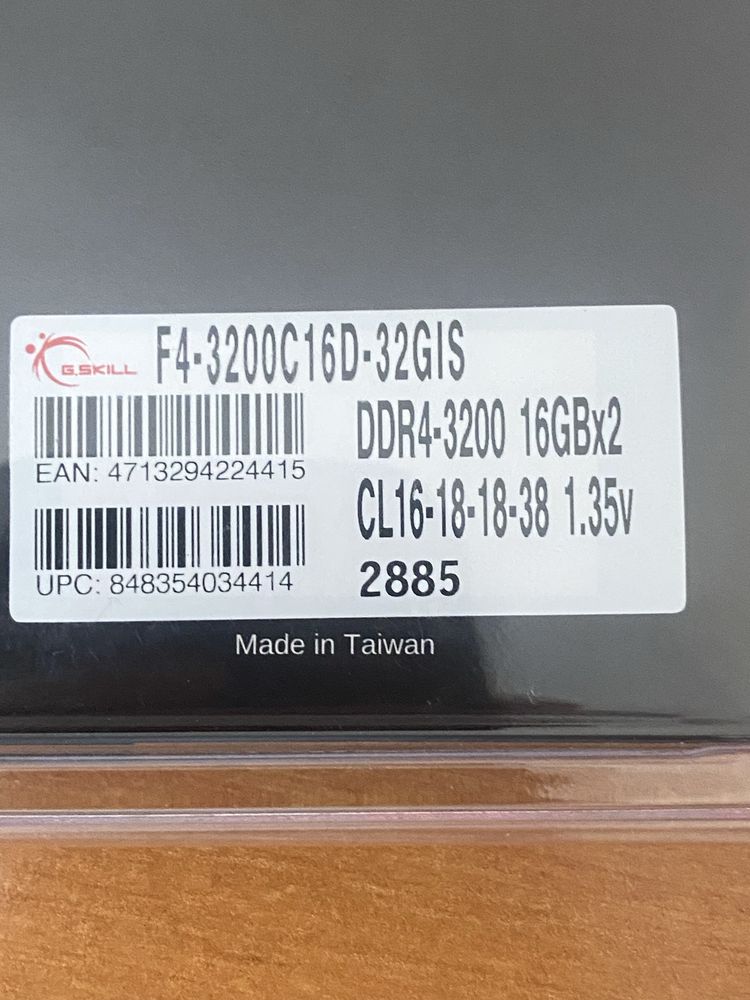 G.SKILL F4-3200C16D-32GIS
DDR4-3200 16GBx2
EAN: 4713294224415
CL16-18-18-38 1.35v
UPC: 848354034414
2885
Made in Taiwan